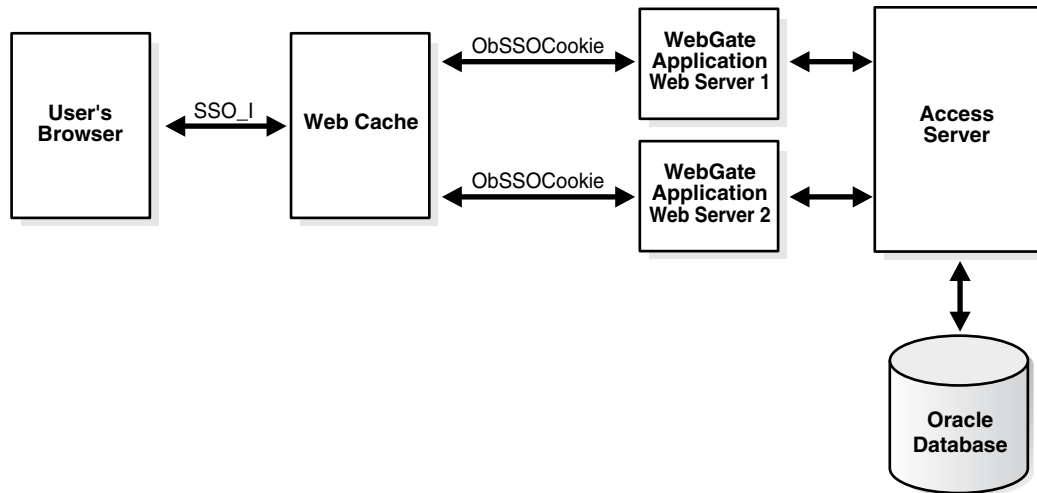 User's
Browser
SSO_I
Web Cache
ObSSOCookie
WebGate
Application
Web Server 1
ObSSOCookie
WebGate
Application
Web Server 2
Access
Server
Oracle
Database